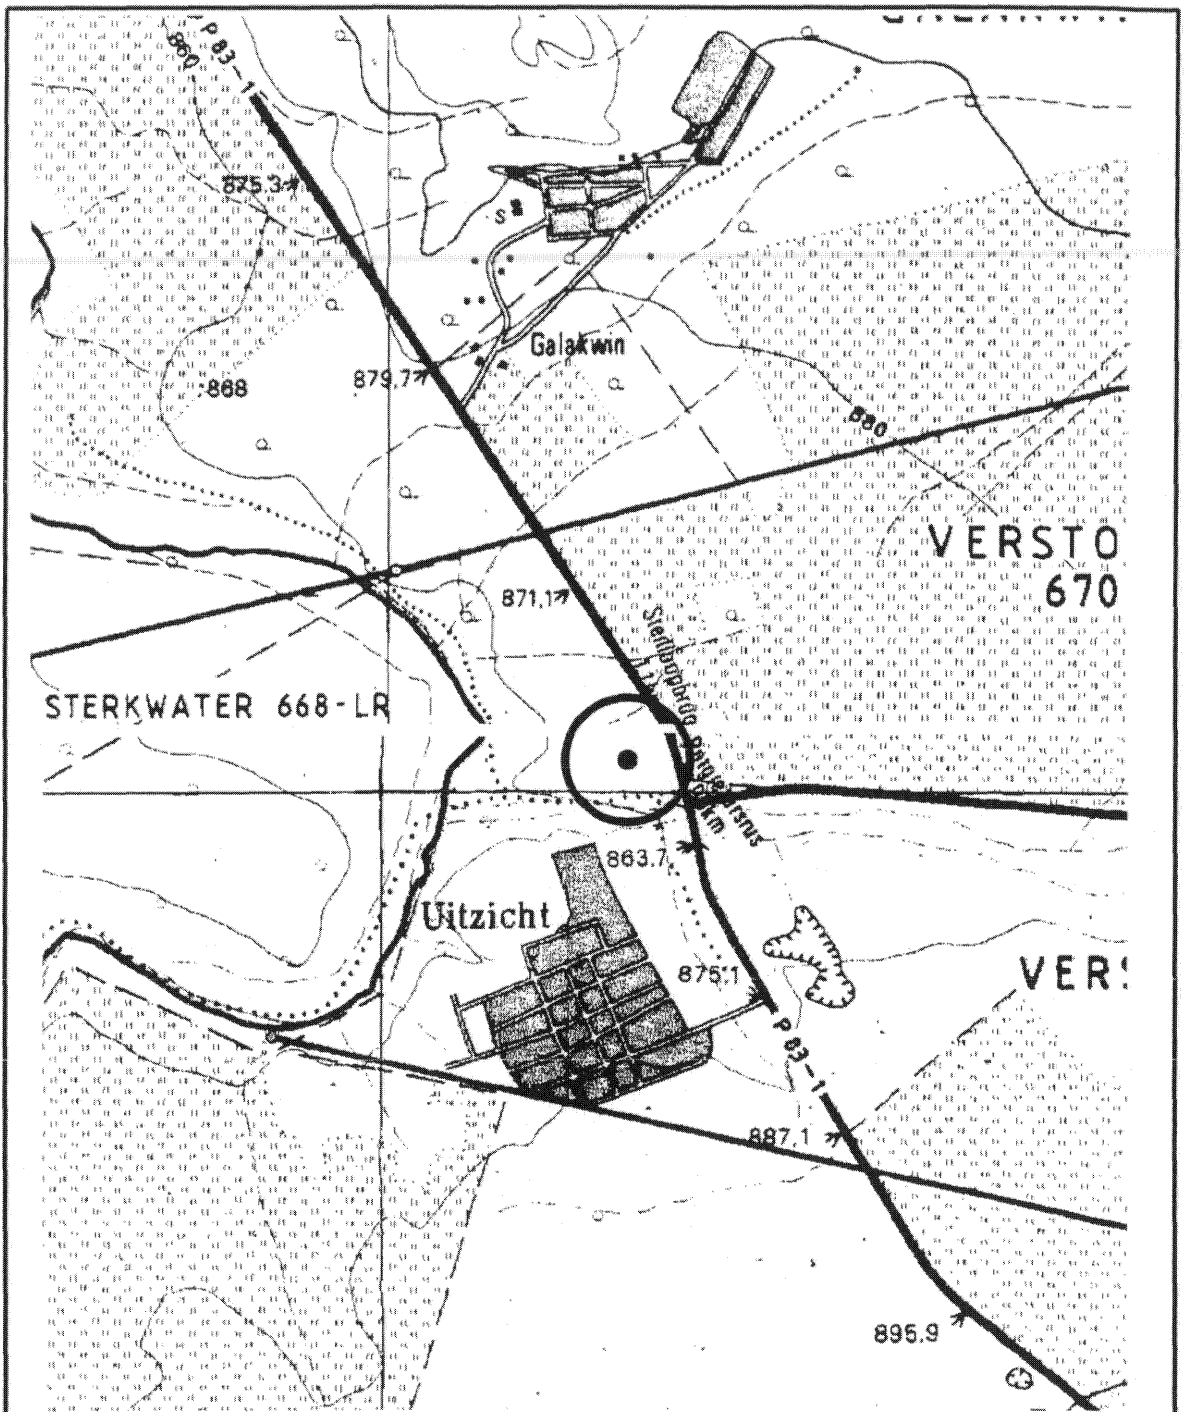 P 83-1
860
875.3
S
Galakwin
879.7
868
880
VERSTO
670
871.1
STERKWATER 668-LR
863.7
Uitzicht
875.1
VERS
P 83-1
887.1
895.9